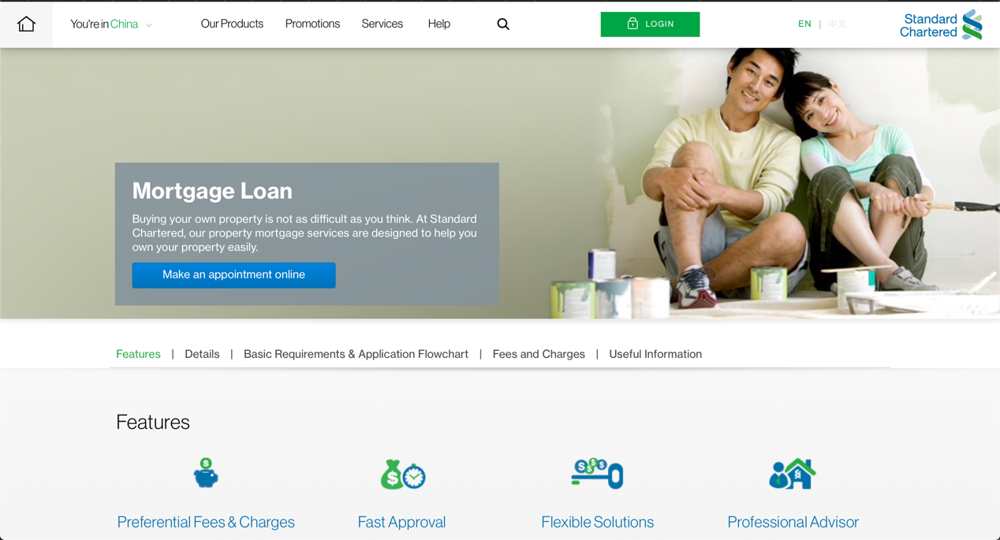 You're in China
Our Products
Promotions
Services
Help
LOGIN
EN | 中文
Standard
Chartered
Mortgage Loan
Buying your own property is not as difficult as you think. At Standard
Chartered, our property mortgage services are designed to help you
own your property easily.
Make an appointment online
Features | Details | Basic Requirements & Application Flowchart | Fees and Charges | Useful Information
Features
Preferential Fees & Charges
Fast Approval
Flexible Solutions
Professional Advisor